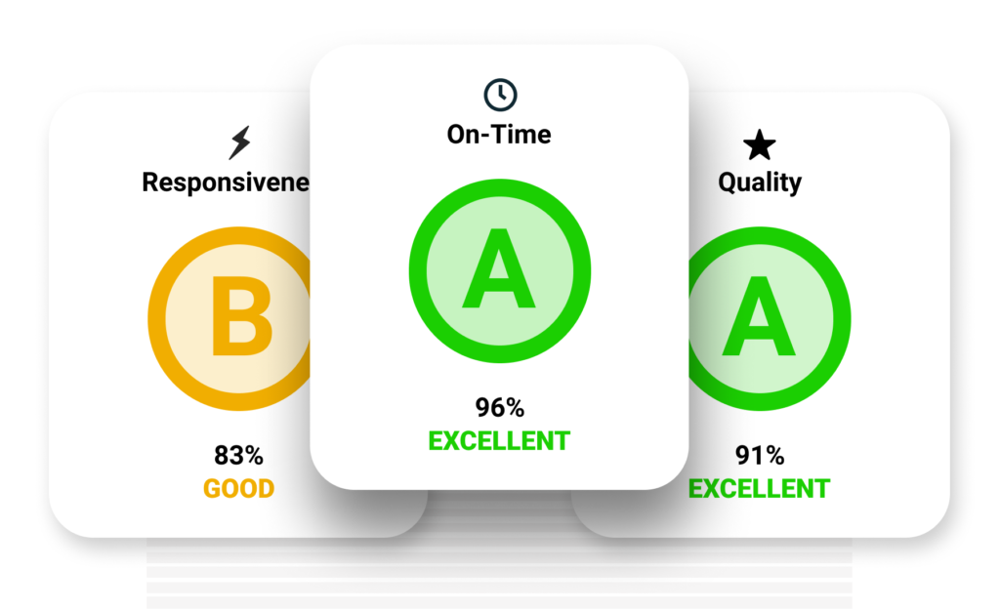 Responsivene
B
83%
GOOD
On-Time
A
96%
EXCELLENT
Quality
A
91%
EXCELLENT